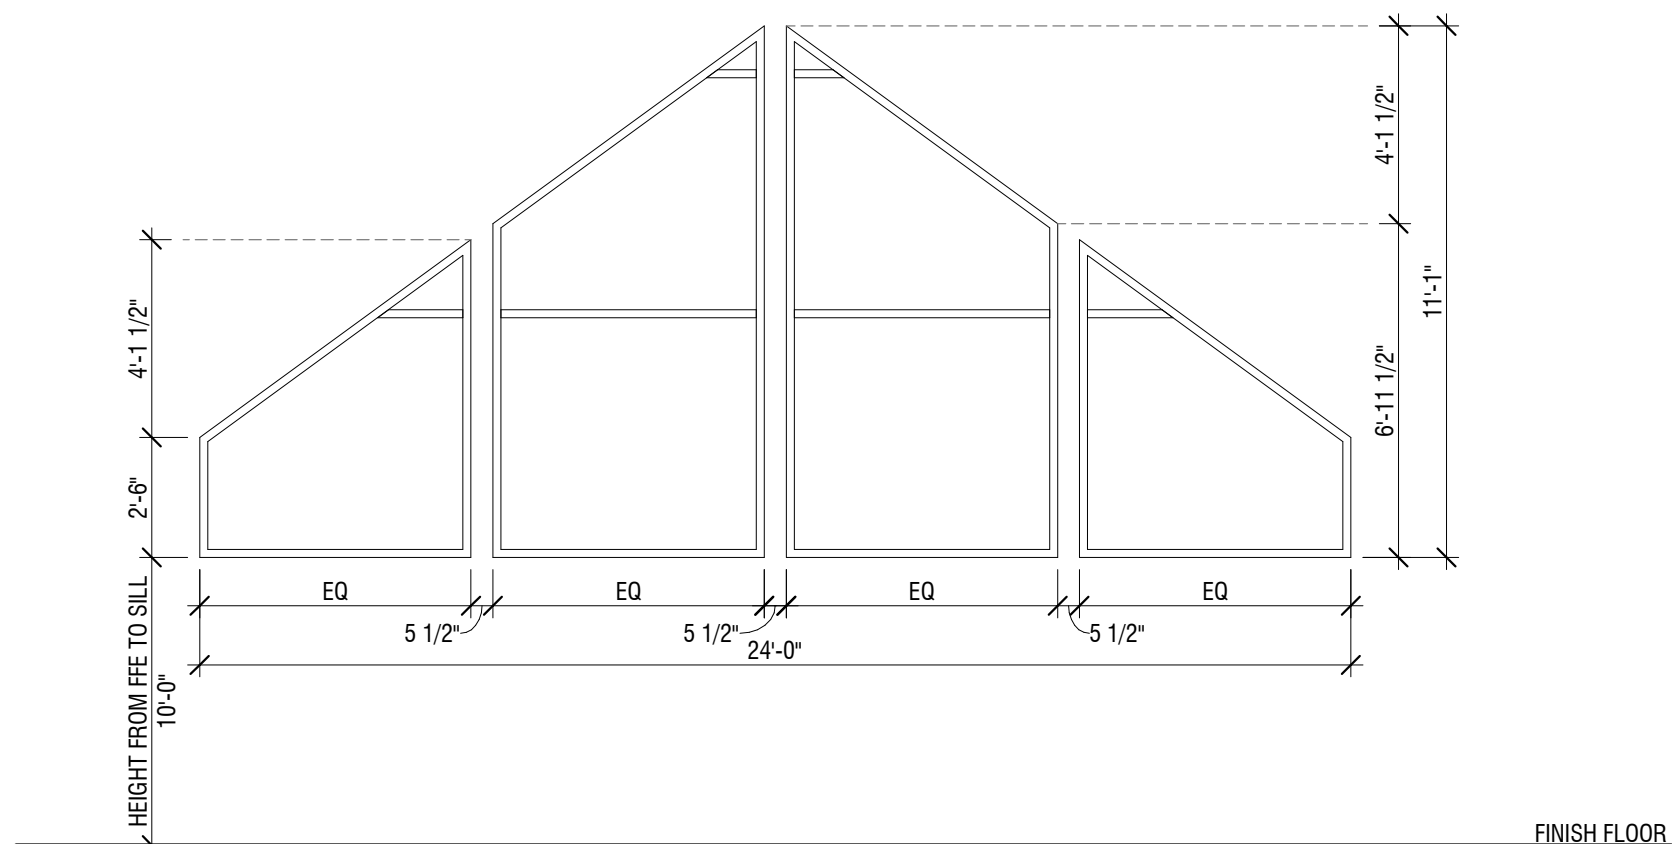 4'-1 1/2"
11'-1"
6'-11 1/2"
4'-1 1/2"
2'-6"
EQ
EQ
EQ
EQ
5 1/2"
5 1/2"
5 1/2"
24'-0"
HEIGHT FROM FFE TO SILL
10'-0"
FINISH FLOOR